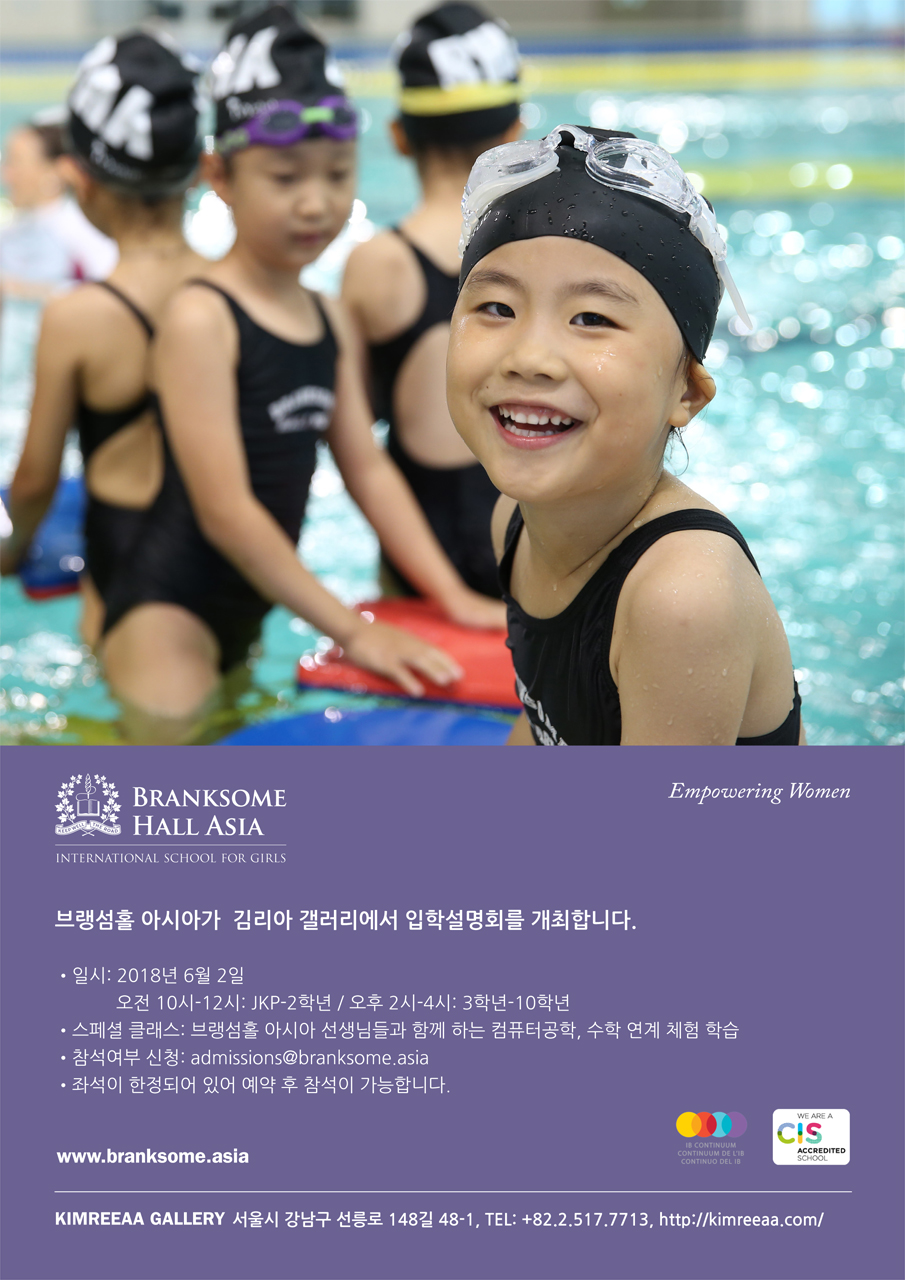 BRANKSOME
HALL ASIA
INTERNATIONAL SCHOOL FOR GIRLS
Empowering Women
브랭섬홀 아시아가 김리아 갤러리에서 입학설명회를 개최합니다.
• 일시: 2018년 6월 2일
오전 10시-12시: JKP-2학년 / 오후 2시-4시: 3학년-10학년
• 스페셜 클래스: 브랭섬홀 아시아 선생님들과 함께 하는 컴퓨터공학, 수학 연계 체험 학습
• 참석여부 신청: admissions@branksome.asia
• 좌석이 한정되어 있어 예약 후 참석이 가능합니다.
IB CONTINUUM
CONTINUUM DE L'IB
CONTINUO DEL IB
WE ARE A
CIS
ACCREDITED
SCHOOL
www.branksome.asia
KIMREEAA GALLERY 서울시 강남구 선릉로 148길 48-1, TEL: +82.2.517.7713, http://kimreeaa.com/